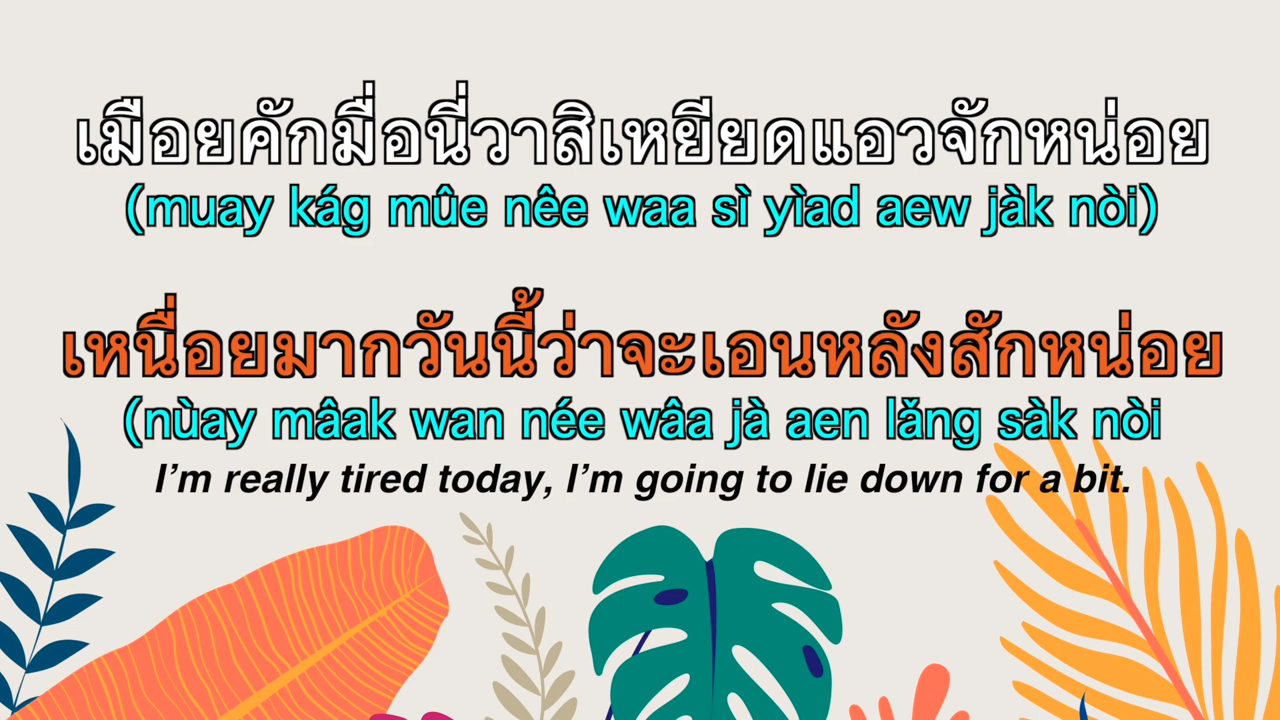 เมือยคักมื่อนี่วาสิเหยียดแอวจักหน่อย
(muay kág mûe nêe waa sì yìad aew jàk nòi)
เหนื่อยมากวันนี้ว่าจะเอนหลังสักหน่อย
(nùay mâak wan née wâa jà aen lǎng sàk nòi
I'm really tired today, I'm going to lie down for a bit.